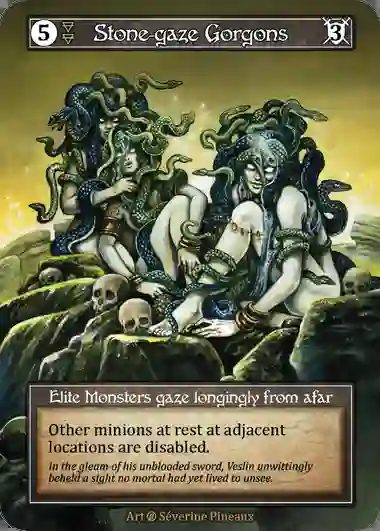 5 Stone-gaze Gorgons 3
Elite Monsters gaze longingly from afar
Other minions at rest at adjacent
locations are disabled.
In the gleam of his unblooded sword, Veslin unwittingly
beheld a sight no mortal had yet lived to unsee.
Art @ Séverine Pineaux